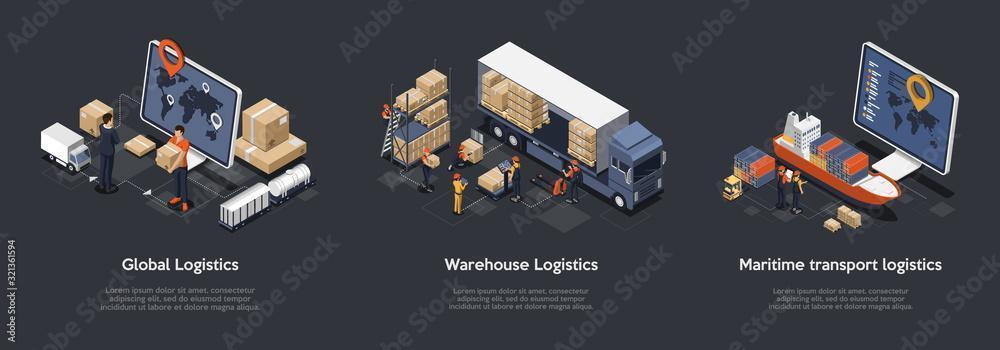 Global Logistics
Lorem ipsum dolor sit amet, consectetur
adipiscing elit, sed do eiusmod tempor
incididunt ut labore et dolore magna aliqua.
Warehouse Logistics
Lorem ipsum dolor sit amet, consectetur
adipiscing elit, sed do eiusmod tempor
incididunt ut labore et dolore magna aliqua.
Maritime transport logistics
Lorem ipsum dolor sit amet, consectetur
adipiscing elit, sed do eiusmod tempor
incididunt ut labore et dolore magna aliqua.
Adobe Stock | #321361594